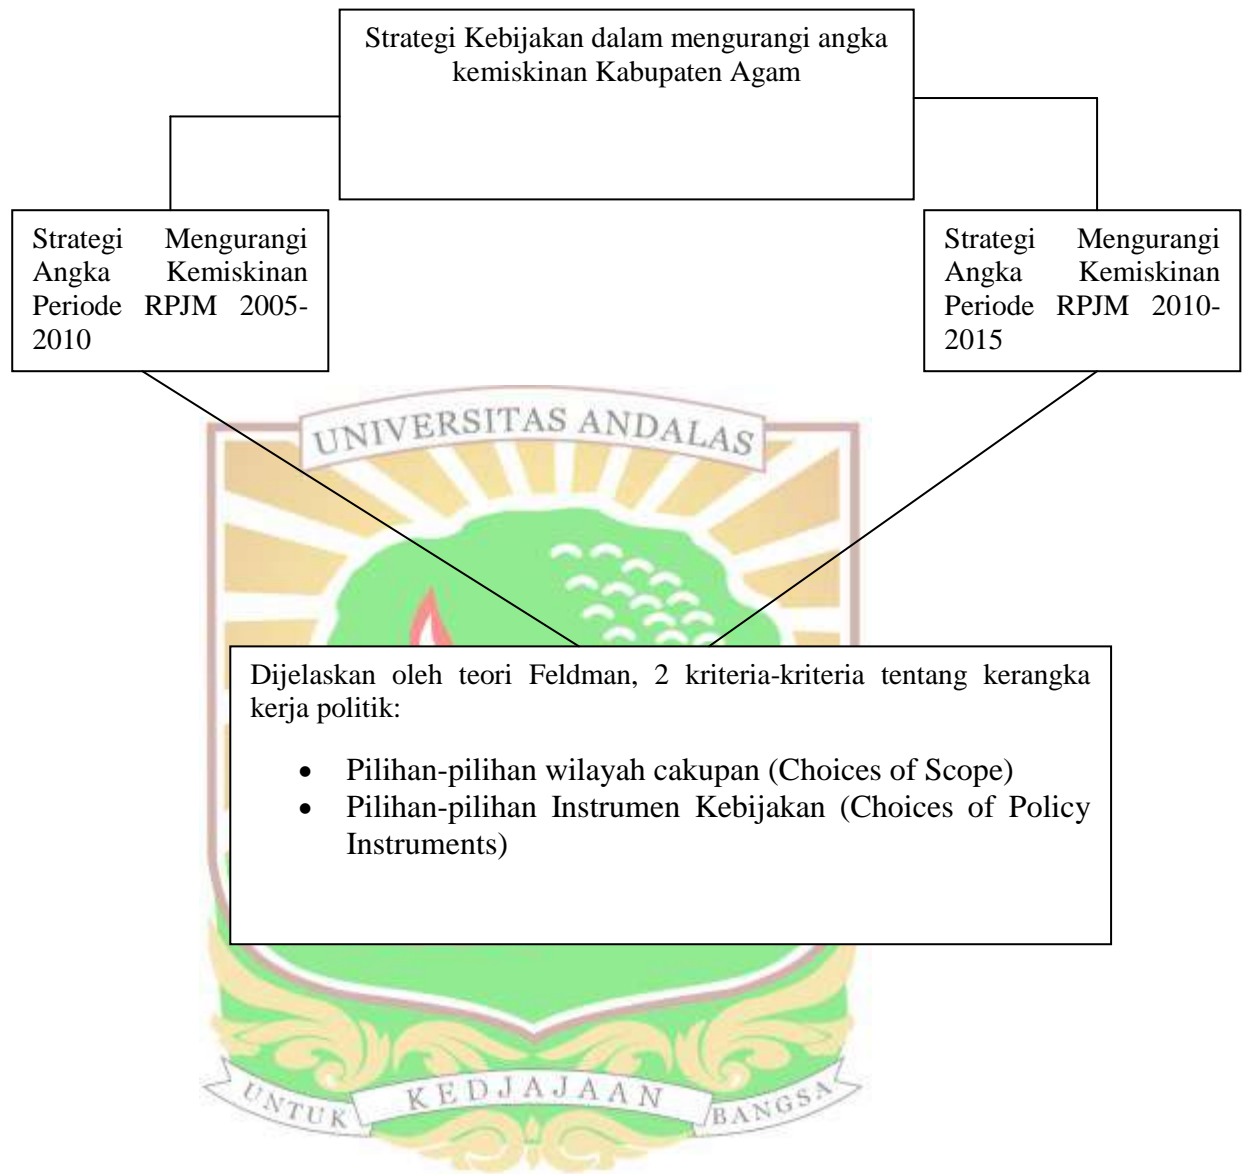 Strategi Kebijakan dalam mengurangi angka
kemiskinan Kabupaten Agam
Strategi Mengurangi
Angka Kemiskinan
Periode RPJM 2005-
2010
Strategi Mengurangi
Angka Kemiskinan
Periode RPJM 2010-
2015
UNIVERSITAS ANDALAS
Dijelaskan oleh teori Feldman, 2 kriteria-kriteria tentang kerangka
kerja politik:
• Pilihan-pilihan wilayah cakupan (Choices of Scope)
• Pilihan-pilihan Instrumen Kebijakan (Choices of Policy
Instruments)
UNTUK KEDJAJAAN BANGSA